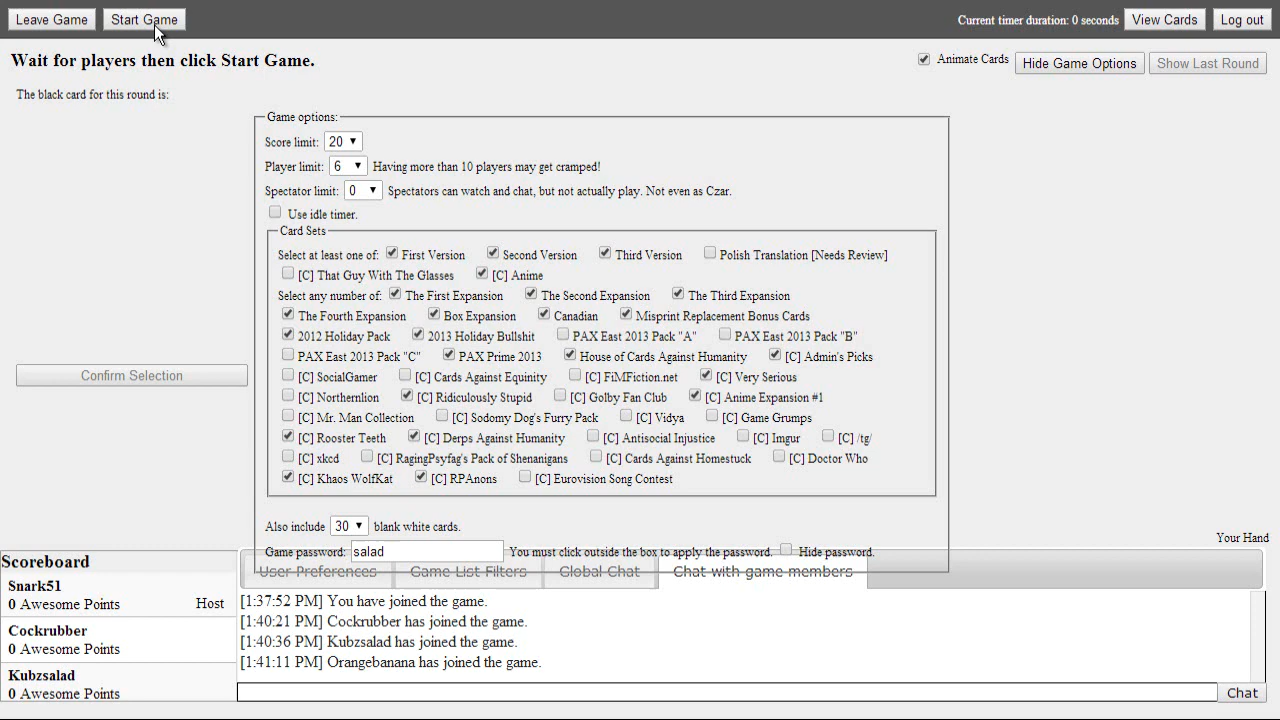 Leave Game Start Game Current timer duration: 0 seconds View Cards Log out
Wait for players then click Start Game. Animate Cards Hide Game Options Show Last Round
The black card for this round is:
Game options:
Score limit: 20
Player limit: 6 Having more than 10 players may get cramped!
Spectator limit: 0 Spectators can watch and chat, but not actually play. Not even as Czar.
Use idle timer.
Card Sets
Select at least one of: First Version Second Version Third Version Polish Translation [Needs Review]
[C] That Guy With The Glasses [C] Anime
Select any number of: The First Expansion The Second Expansion The Third Expansion
The Fourth Expansion Box Expansion Canadian Misprint Replacement Bonus Cards
2012 Holiday Pack 2013 Holiday Bullshit PAX East 2013 Pack "A" PAX East 2013 Pack "B"
PAX East 2013 Pack "C" PAX Prime 2013 House of Cards Against Humanity [C] Admin's Picks
Confirm Selection [C] SocialGamer [C] Cards Against Equinity [C] FiMFiction.net [C] Very Serious
[C] Northernlion [C] Ridiculously Stupid [C] Golby Fan Club [C] Anime Expansion #1
[C] Mr. Man Collection [C] Sodomy Dog's Furry Pack [C] Vidya [C] Game Grumps
[C] Rooster Teeth [C] Derps Against Humanity [C] Antisocial Injustice [C] Imgur [C] /tg/
[C] xkcd [C] RagingPsyfag's Pack of Shenanigans [C] Cards Against Homestuck [C] Doctor Who
[C] Khaos WolfKat [C] RPAnons [C] Eurovision Song Contest
Also include 30 blank white cards.
Your Hand
Game password: salad You must click outside the box to apply the password. Hide password.
Scoreboard
User Preferences Game List Filters Global Chat Chat with game members
Snark51
0 Awesome Points Host
Cockrubber
0 Awesome Points
Kubzsalad
0 Awesome Points
[1:37:52 PM] You have joined the game.
[1:40:21 PM] Cockrubber has joined the game.
[1:40:36 PM] Kubzsalad has joined the game.
[1:41:11 PM] Orangebanana has joined the game.
Chat